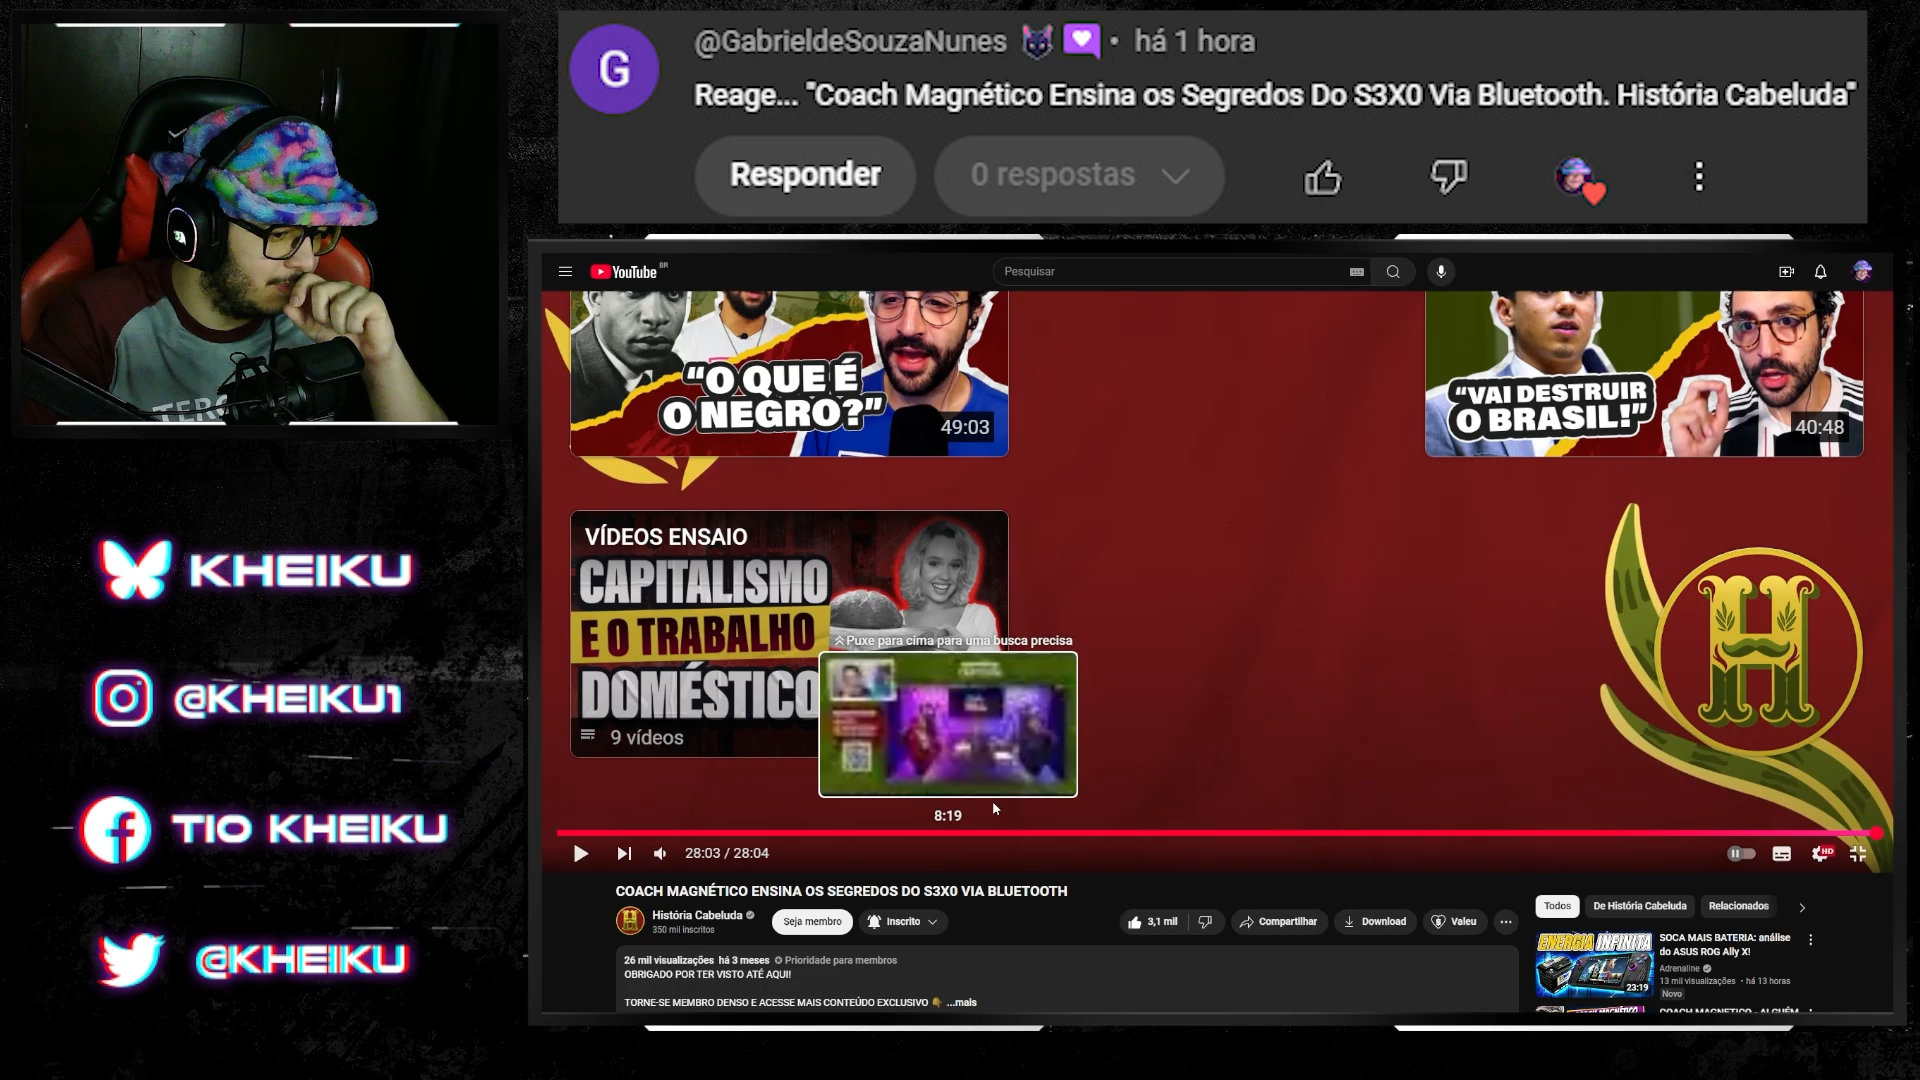 @GabrieldeSouzaNunes • há 1 hora
Reage... "Coach Magnético Ensina os Segredos Do S3X0 Via Bluetooth. História Cabeluda"
Responder
0 respostas
G
YouTube BR
Pesquisar
"O QUE É
O NEGRO?"
49:03
"VAI DESTRUIR
O BRASIL!"
40:48
VÍDEOS ENSAIO
CAPITALISMO
E O TRABALHO
DOMÉSTICO
9 vídeos
Puxe para cima para uma busca precisa
8:19
H
28:03 / 28:04
HD
COACH MAGNÉTICO ENSINA OS SEGREDOS DO S3X0 VIA BLUETOOTH
História Cabeluda
350 mil inscritos
Seja membro
Inscrito
3,1 mil
Compartilhar
Download
Valeu
26 mil visualizações há 3 meses Prioridade para membros
OBRIGADO POR TER VISTO ATÉ AQUI!
TORNE-SE MEMBRO DENSO E ACESSE MAIS CONTEÚDO EXCLUSIVO ...mais
Todos
De História Cabeluda
Relacionados
ENERGIA INFINITA
23:19
SOCA MAIS BATERIA: análise
do ASUS ROG Ally X!
Adrenaline
13 mil visualizações • há 13 horas
Novo
COACH MAGNÉTICO - ALGUÉM
KHEIKU
@KHEIKU1
TIO KHEIKU
@KHEIKU